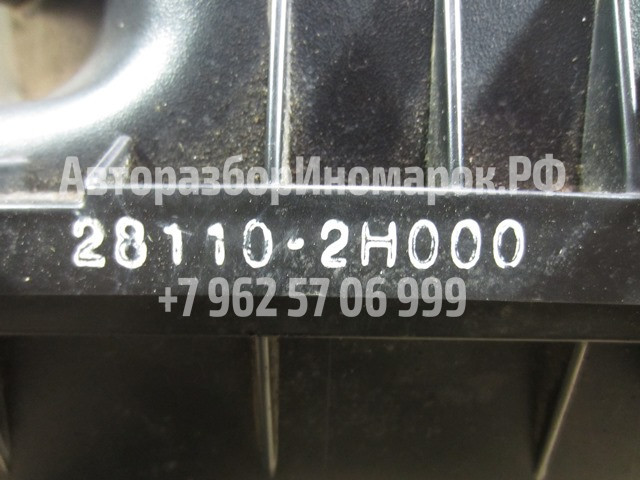 АвторазборИномарок.РФ
28110-2H000
+7 962 57 06 999